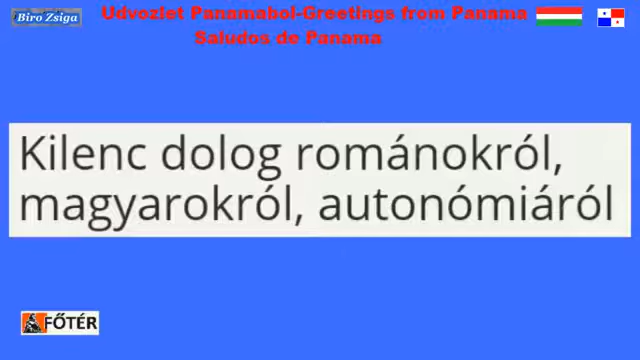 Biro Zsiga
Udvozlet Panamabol-Greetings from Panama
Saludos de Panama
Kilenc dolog románokról,
magyarokról, autonómiáról
FŐTÉR